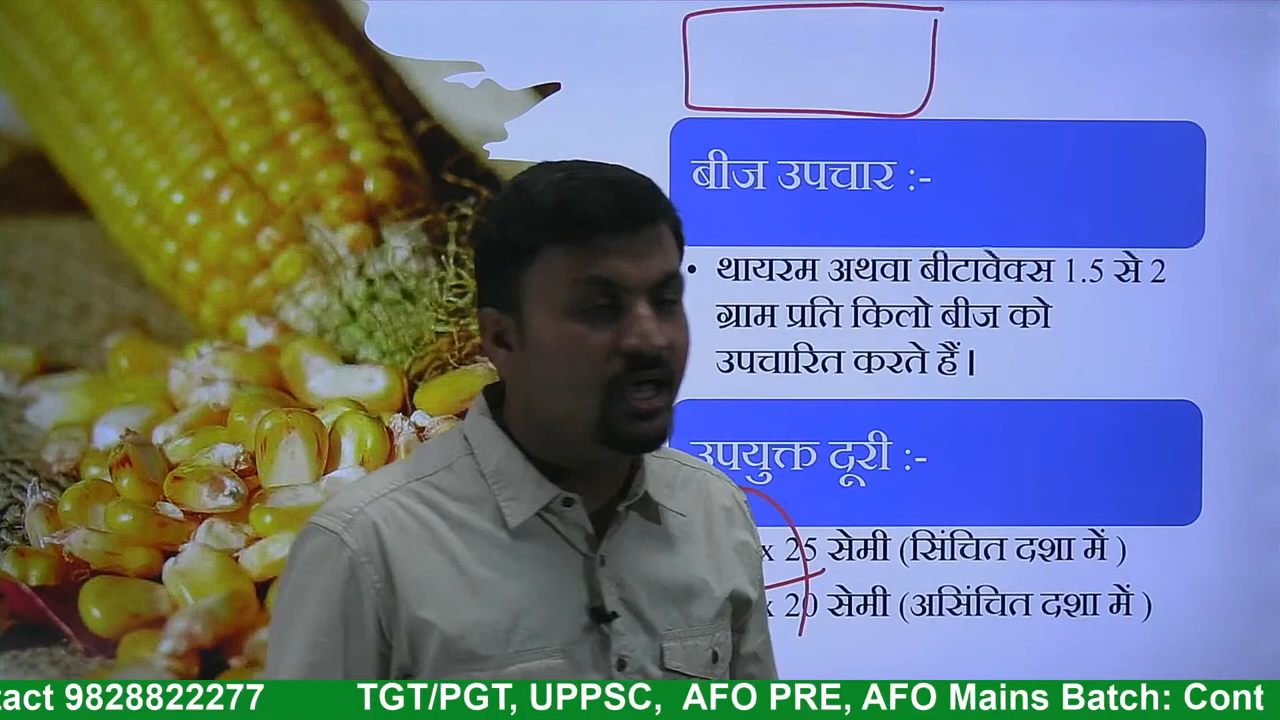 बीज उपचार :-
• थायरम अथवा बीटावेक्स 1.5 से 2
ग्राम प्रति किलो बीज को
उपचारित करते हैं।
उपयुक्त दूरी :-
x 25 सेमी (सिंचित दशा में )
x 20 सेमी (असिंचित दशा में )
tact 9828822277 TGT/PGT, UPPSC, AFO PRE, AFO Mains Batch: Cont